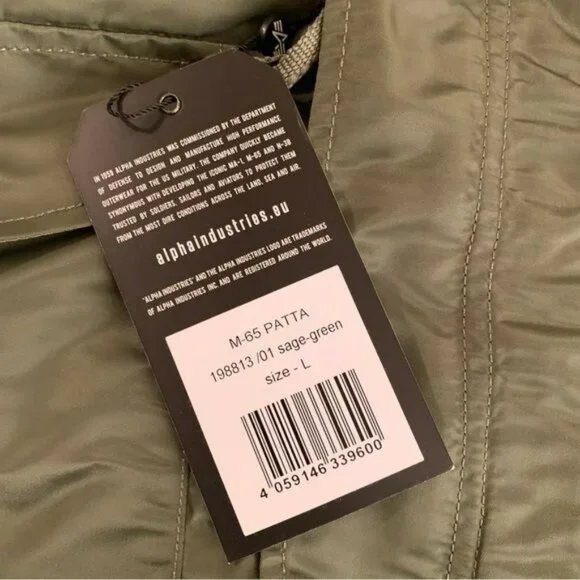 IN 1959 ALPHA INDUSTRIES WAS COMMISSIONED BY THE DEPARTMENT
OF DEFENSE TO DESIGN AND MANUFACTURE HIGH PERFORMANCE
OUTERWEAR FOR THE US MILITARY. THE COMPANY QUICKLY BECAME
SYNONYMOUS WITH DEVELOPING THE ICONIC MA-1, M-65 AND N-3B
TRUSTED BY SOLDIERS, SAILORS AND AVIATORS TO PROTECT THEM
FROM THE MOST DIRE CONDITIONS ACROSS THE LAND, SEA AND AIR.
alphaindustries.eu
"ALPHA INDUSTRIES" AND THE ALPHA INDUSTRIES LOGO ARE TRADEMARKS
OF ALPHA INDUSTRIES INC AND ARE REGISTERED AROUND THE WORLD.
M-65 PATTA
198813 /01 sage-green
size - L
4 059146 339600